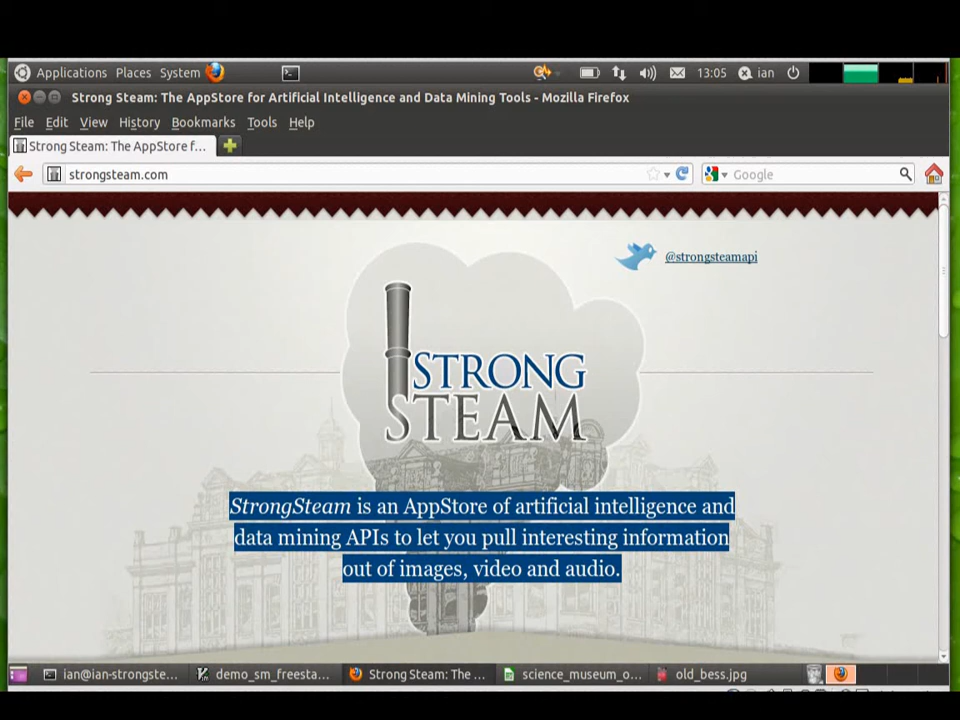 Applications Places System 13:05 ian
Strong Steam: The AppStore for Artificial Intelligence and Data Mining Tools - Mozilla Firefox
File Edit View History Bookmarks Tools Help
Strong Steam: The AppStore f...
strongsteam.com Google
@strongsteamapi
STRONG
STEAM
StrongSteam is an AppStore of artificial intelligence and
data mining APIs to let you pull interesting information
out of images, video and audio.
ian@ian-strongste... demo_sm_freesta... Strong Steam: The ... science_museum_o... old_bess.jpg